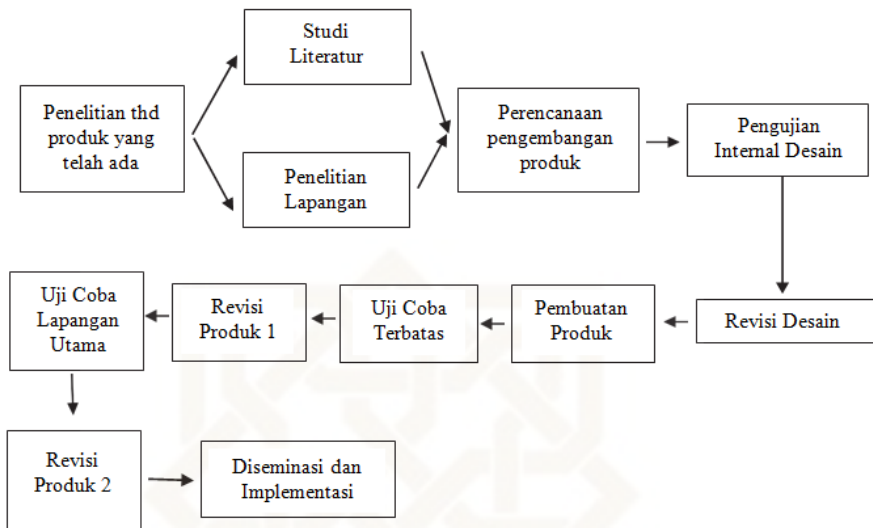 Studi
Literatur
Penelitian thd
produk yang
telah ada
Penelitian
Lapangan
Perencanaan
pengembangan
produk
Pengujian
Internal Desain
Revisi Desain
Pembuatan
Produk
Uji Coba
Terbatas
Revisi
Produk 1
Uji Coba
Lapangan
Utama
Revisi
Produk 2
Diseminasi dan
Implementasi